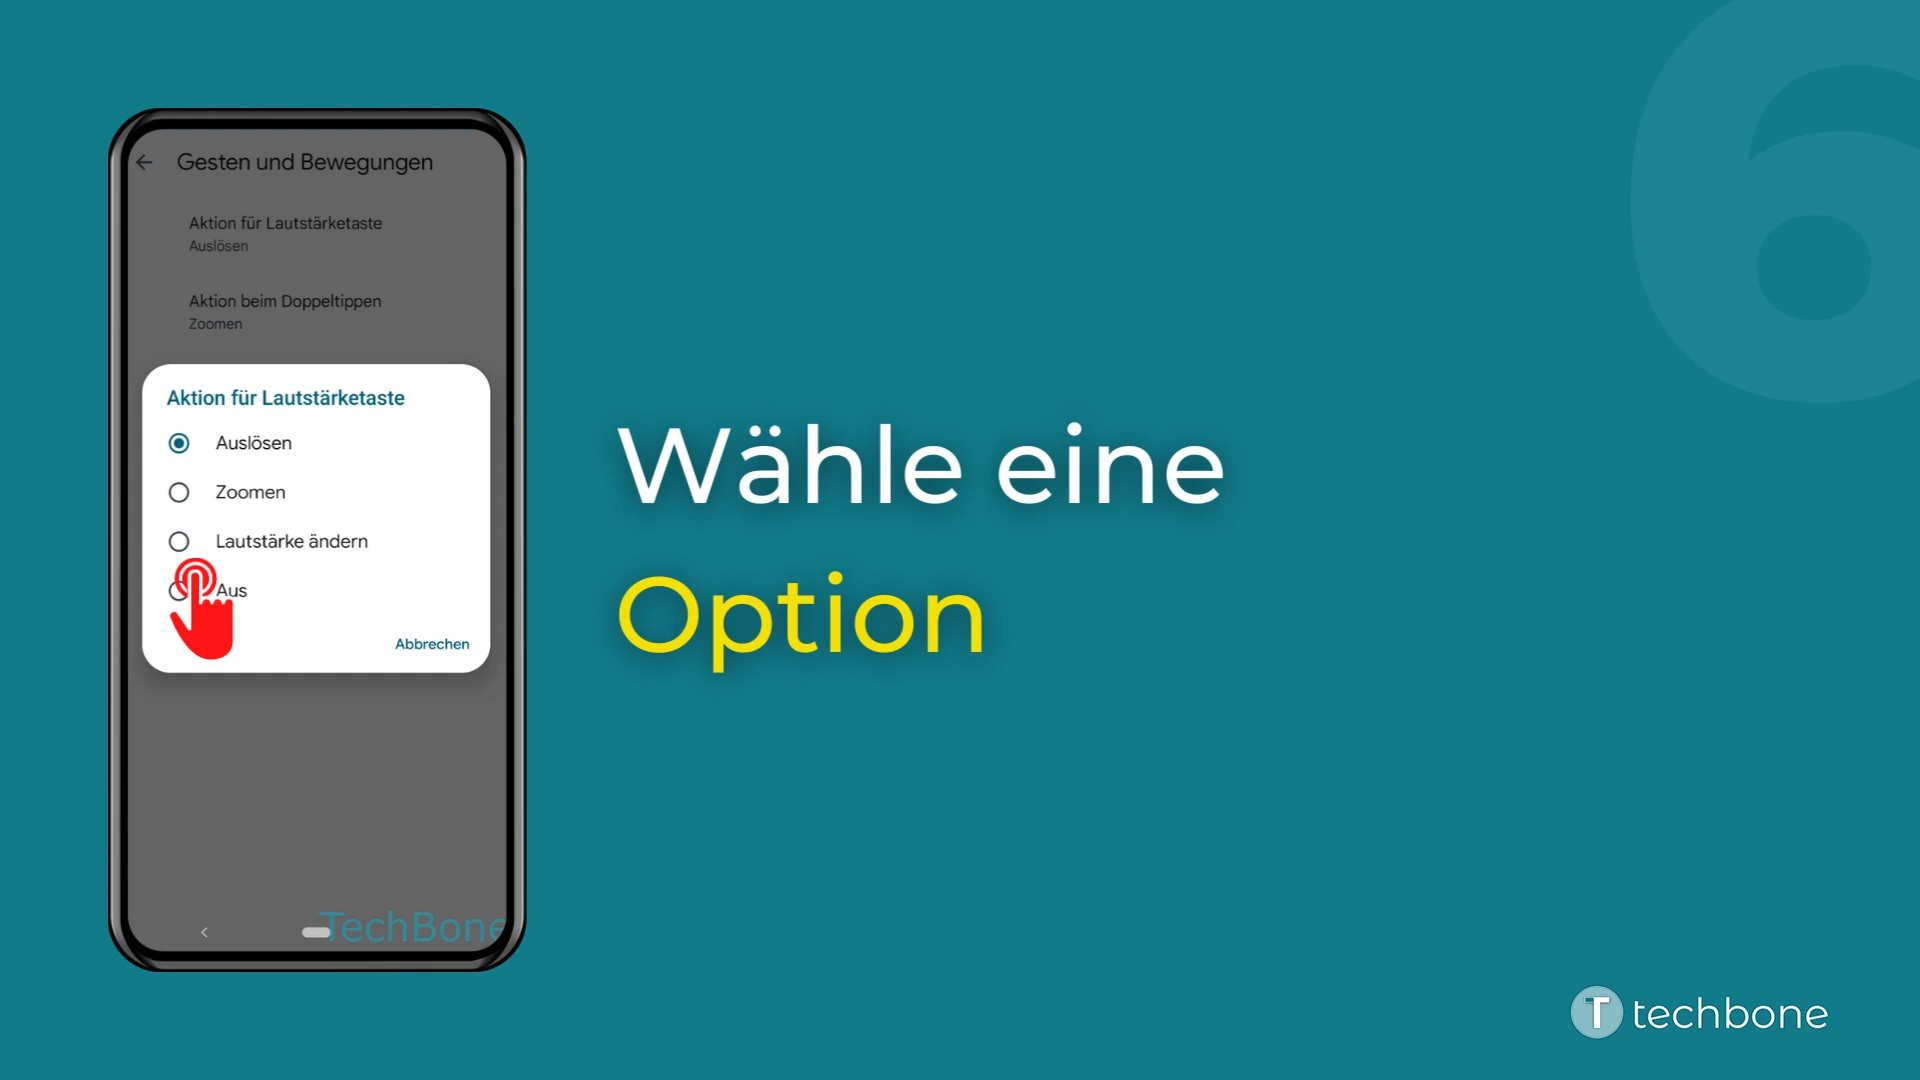 6
Gesten und Bewegungen
Aktion für Lautstärketaste
Auslösen
Aktion beim Doppeltippen
Zoomen
Aktion für Lautstärketaste
Auslösen
Zoomen
Lautstärke ändern
Aus
Abbrechen
TechBone
Wähle eine
Option
T techbone